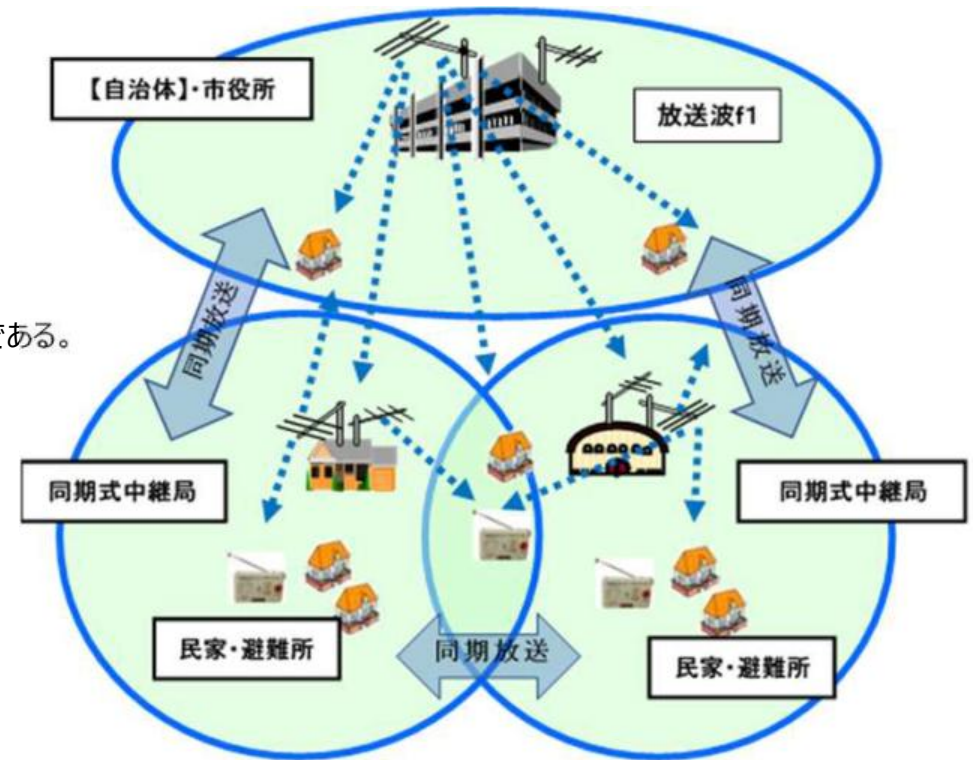 【自治体】・市役所
放送波f1
同期放送
同期放送
である。
同期式中継局
同期式中継局
民家・避難所
同期放送
民家・避難所